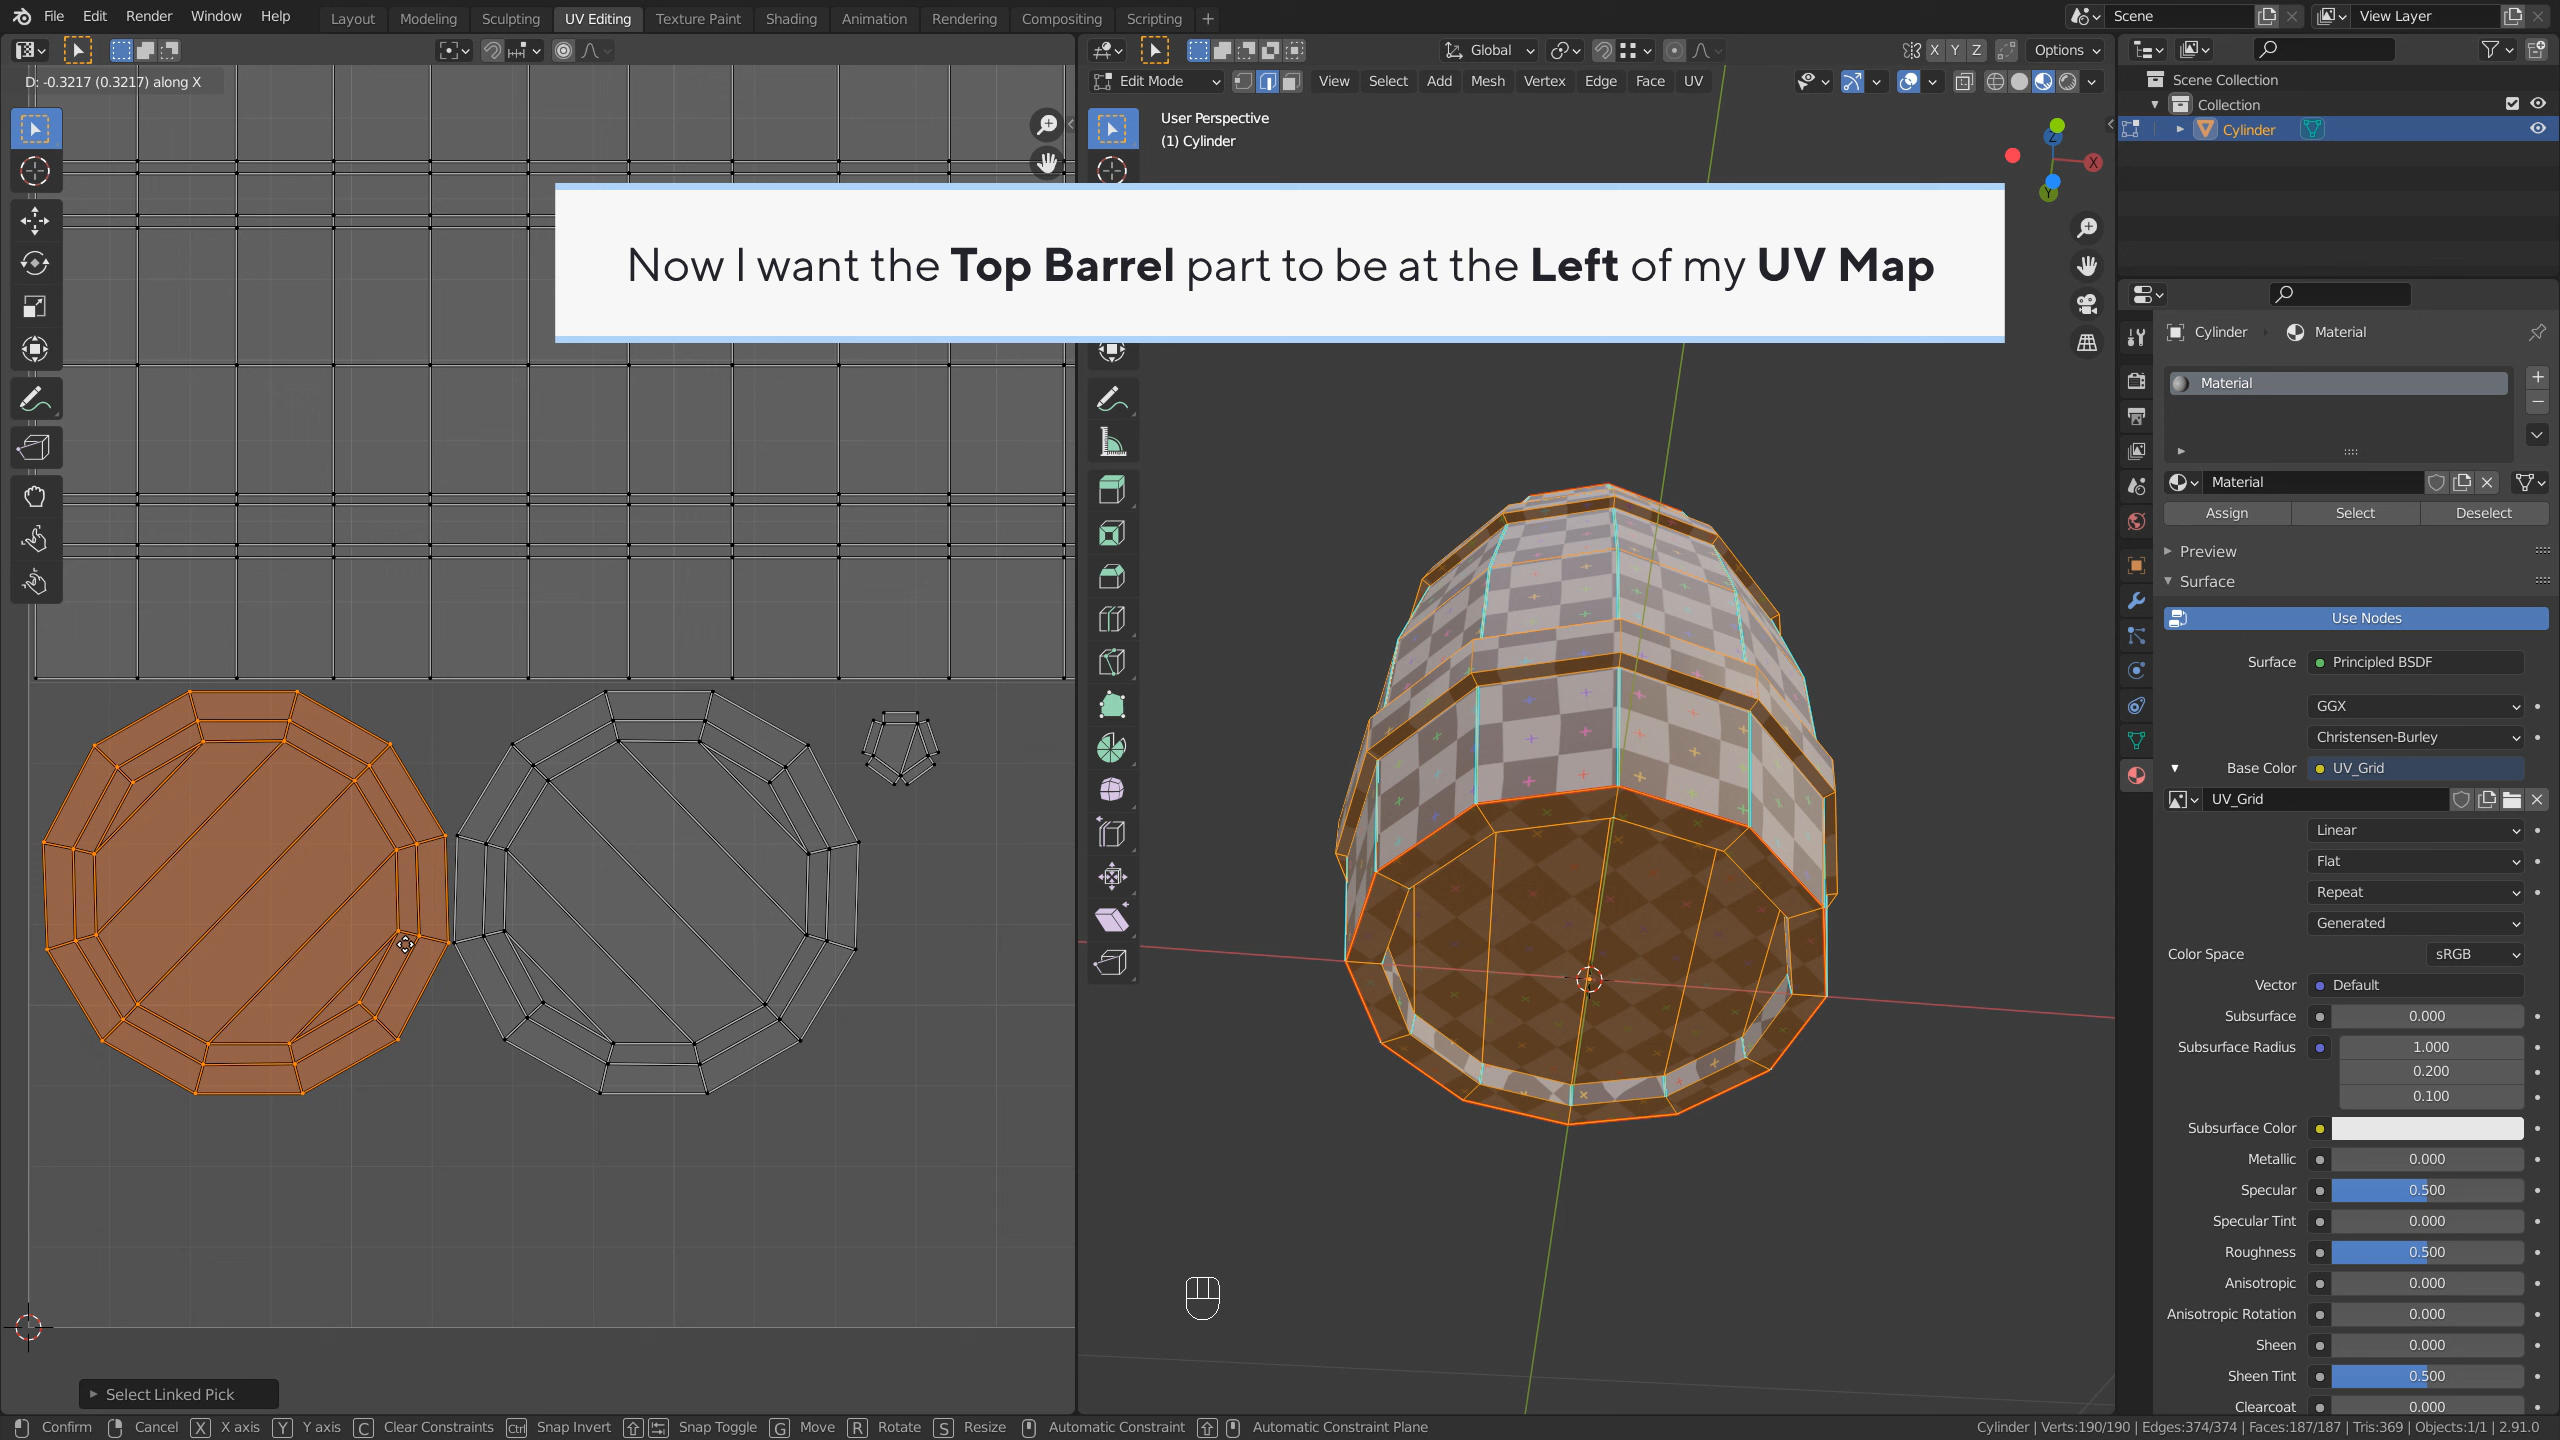 File Edit Render Window Help Layout Modeling Sculpting UV Editing Texture Paint Shading Animation Rendering Compositing Scripting + Scene View Layer
Global X Y Z Options
D: -0.3217 (0.3217) along X
Edit Mode View Select Add Mesh Vertex Edge Face UV
Scene Collection
Collection
Cylinder
User Perspective
(1) Cylinder
X
Y
Z
Now I want the Top Barrel part to be at the Left of my UV Map
Cylinder Material
Material
Material
Assign Select Deselect
Preview
Surface
Use Nodes
Surface Principled BSDF
GGX
Christensen-Burley
Base Color UV_Grid
UV_Grid
Linear
Flat
Repeat
Generated
Color Space sRGB
Vector Default
Subsurface 0.000
Subsurface Radius 1.000
0.200
0.100
Subsurface Color
Metallic 0.000
Specular 0.500
Specular Tint 0.000
Roughness 0.500
Anisotropic 0.000
Anisotropic Rotation 0.000
Sheen 0.000
Sheen Tint 0.500
Clearcoat 0.000
Select Linked Pick
Confirm Cancel X X axis Y Y axis C Clear Constraints Ctrl Snap Invert Snap Toggle G Move R Rotate S Resize Automatic Constraint Automatic Constraint Plane
Cylinder | Verts:190/190 | Edges:374/374 | Faces:187/187 | Tris:369 | Objects:1/1 | 2.91.0